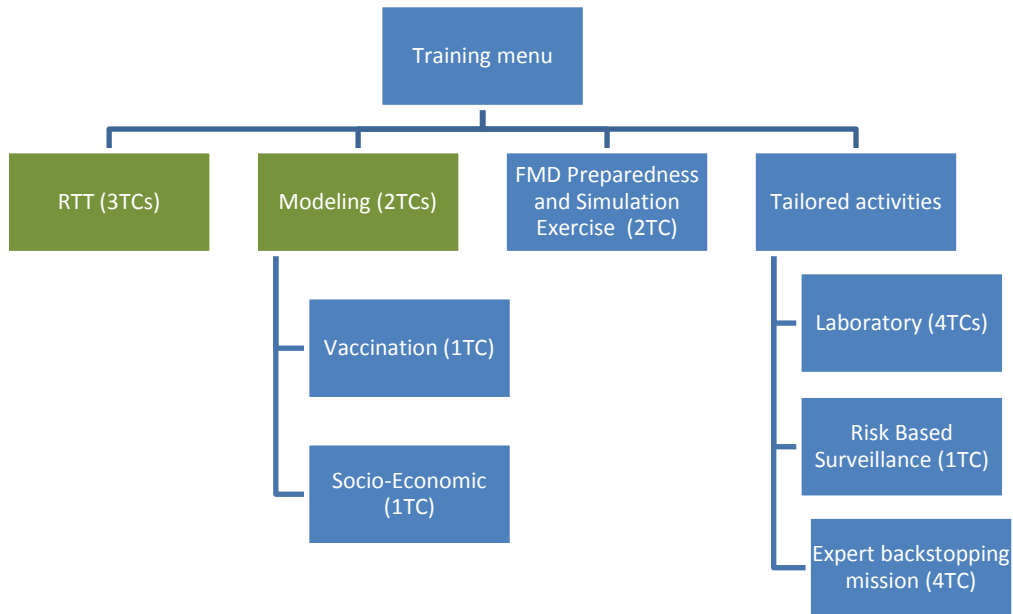 Training menu
RTT (3TCs)
Modeling (2TCs)
FMD Preparedness
and Simulation
Exercise  (2TC)
Tailored activities
Vaccination (1TC)
Socio-Economic
(1TC)
Laboratory (4TCs)
Risk Based
Surveillance (1TC)
Expert backstopping
mission (4TC)